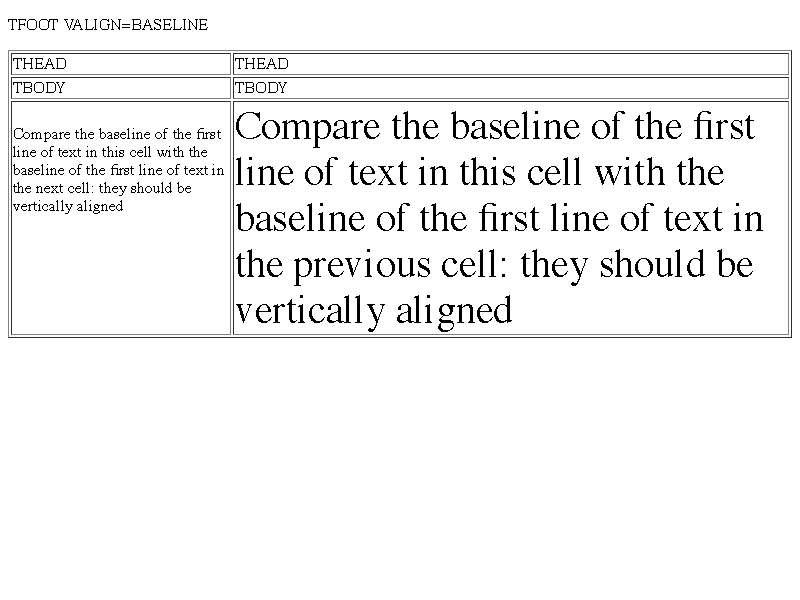 TFOOT VALIGN=BASELINE
THEAD THEAD
TBODY TBODY
Compare the baseline of the first
line of text in this cell with the
baseline of the first line of text in
the next cell: they should be
vertically aligned
Compare the baseline of the first
line of text in this cell with the
baseline of the first line of text in
the previous cell: they should be
vertically aligned